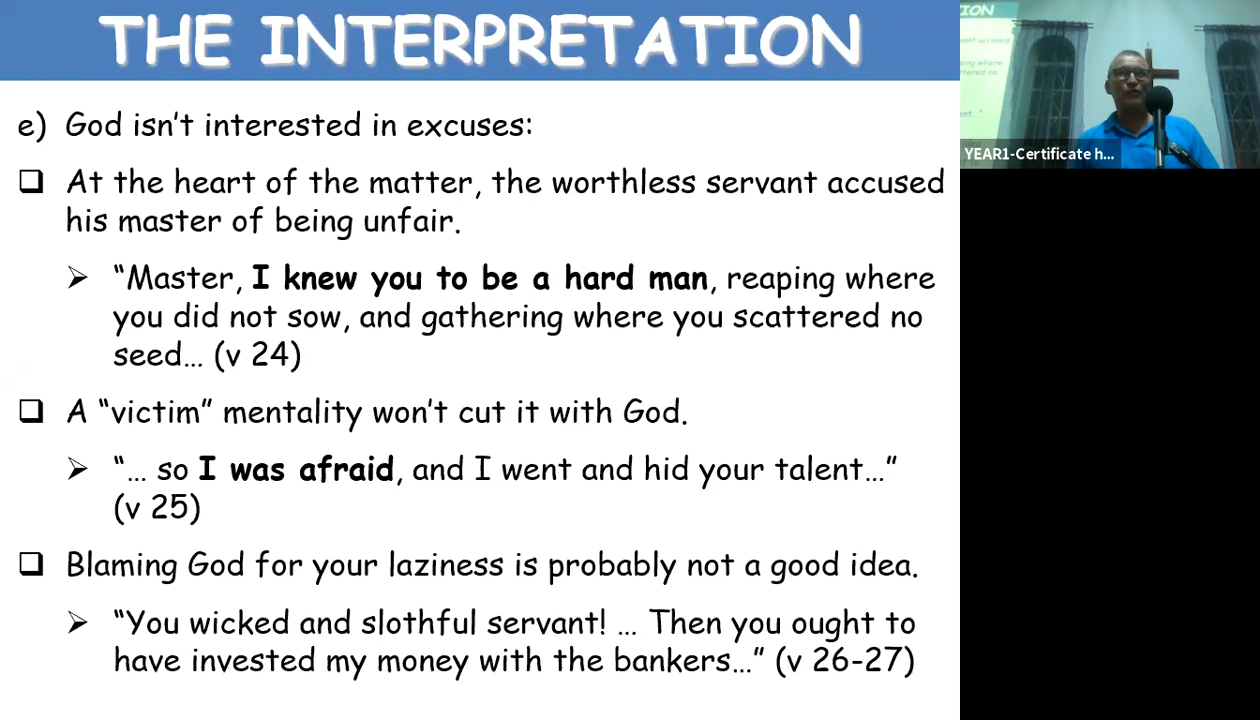 THE INTERPRETATION
e) God isn't interested in excuses:
❑ At the heart of the matter, the worthless servant accused
his master of being unfair.
➢ “Master, I knew you to be a hard man, reaping where
you did not sow, and gathering where you scattered no
seed… (v 24)
❑ A “victim” mentality won't cut it with God.
➢ “… so I was afraid, and I went and hid your talent…”
(v 25)
❑ Blaming God for your laziness is probably not a good idea.
➢ “You wicked and slothful servant! … Then you ought to
have invested my money with the bankers…” (v 26-27)
ION
YEAR1-Certificate h...